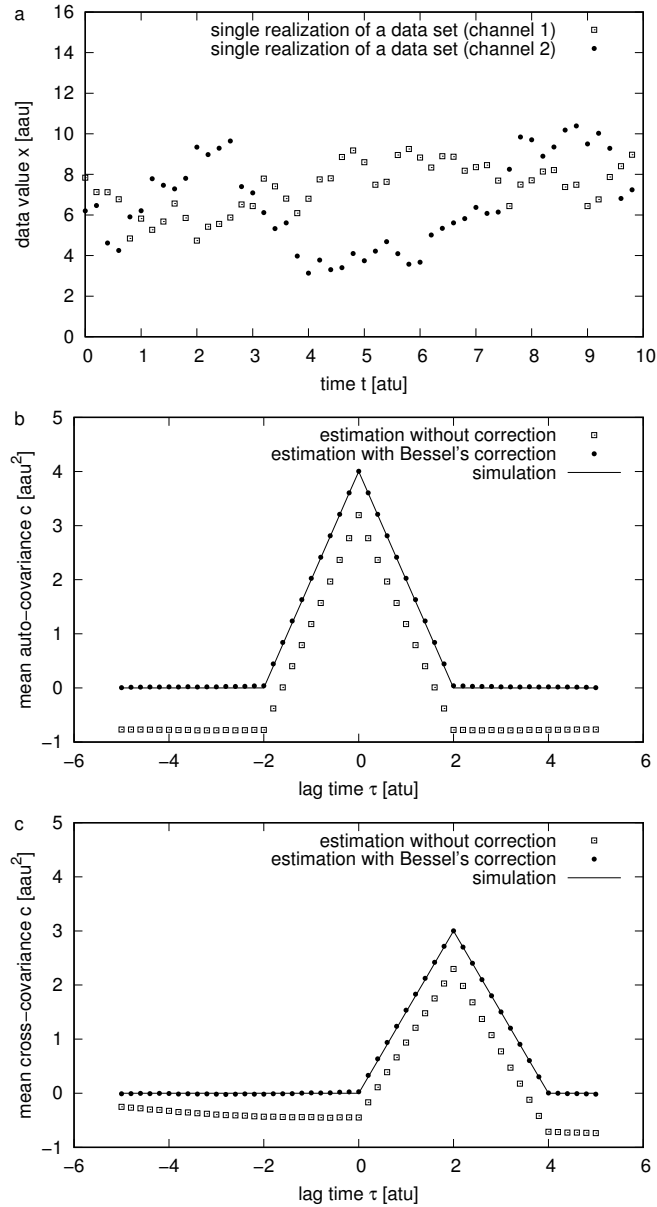 a
16
14
12
10
8
6
4
2
0
data value x [aau]
single realization of a data set (channel 1)
single realization of a data set (channel 2)
0 1 2 3 4 5 6 7 8 9 10
time t [atu]
b
5
4
3
2
1
0
−1
mean auto−covariance c [aau²]
estimation without correction
estimation with Bessel's correction
simulation
−6 −4 −2 0 2 4 6
lag time τ [atu]
c
5
4
3
2
1
0
−1
mean cross−covariance c [aau²]
estimation without correction
estimation with Bessel's correction
simulation
−6 −4 −2 0 2 4 6
lag time τ [atu]